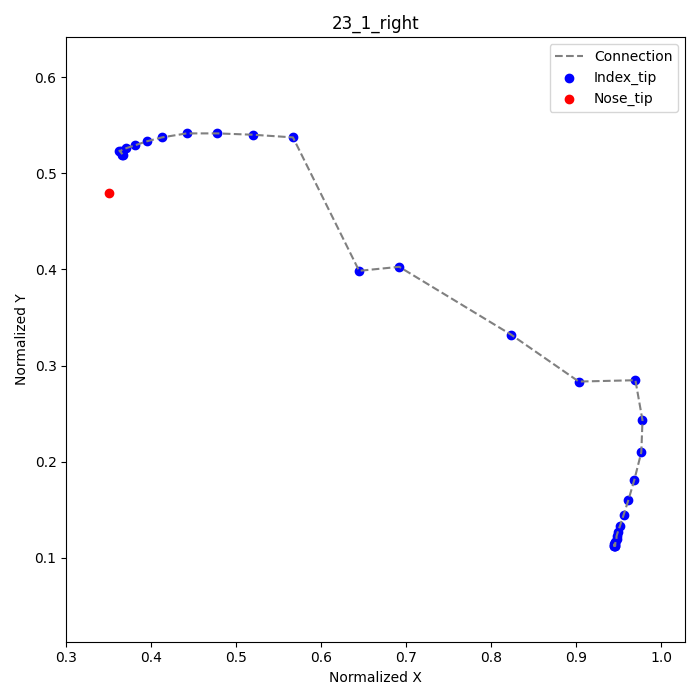 23_1_right
Connection
Index_tip
Nose_tip
Normalized Y
0.6
0.5
0.4
0.3
0.2
0.1
0.3 0.4 0.5 0.6 0.7 0.8 0.9 1.0
Normalized X